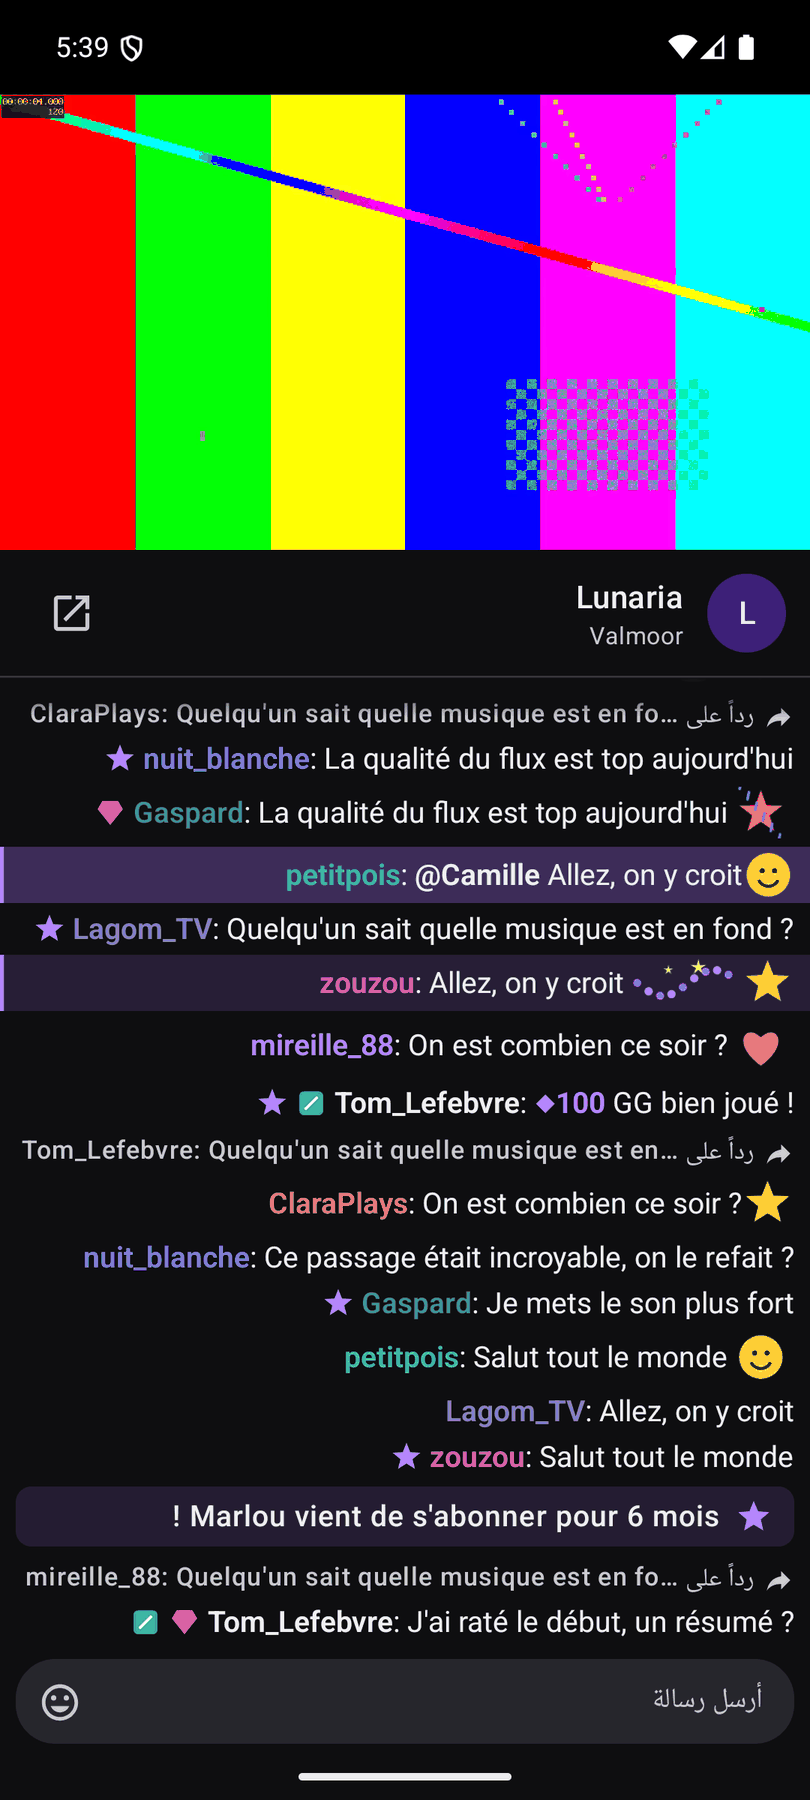 5:39
00:00:04.000
120
Lunaria
L
Valmoor
رداً على ClaraPlays: Quelqu'un sait quelle musique est en fo…
nuit_blanche: La qualité du flux est top aujourd'hui
Gaspard: La qualité du flux est top aujourd'hui
petitpois: @Camille Allez, on y croit
Lagom_TV: Quelqu'un sait quelle musique est en fond ?
zouzou: Allez, on y croit
mireille_88: On est combien ce soir ?
Tom_Lefebvre: 100 GG bien joué !
رداً على Tom_Lefebvre: Quelqu'un sait quelle musique est en…
ClaraPlays: On est combien ce soir ?
nuit_blanche: Ce passage était incroyable, on le refait ?
Gaspard: Je mets le son plus fort
petitpois: Salut tout le monde
Lagom_TV: Allez, on y croit
zouzou: Salut tout le monde
! Marlou vient de s'abonner pour 6 mois
رداً على mireille_88: Quelqu'un sait quelle musique est en fo…
Tom_Lefebvre: J'ai raté le début, un résumé ?
أرسل رسالة